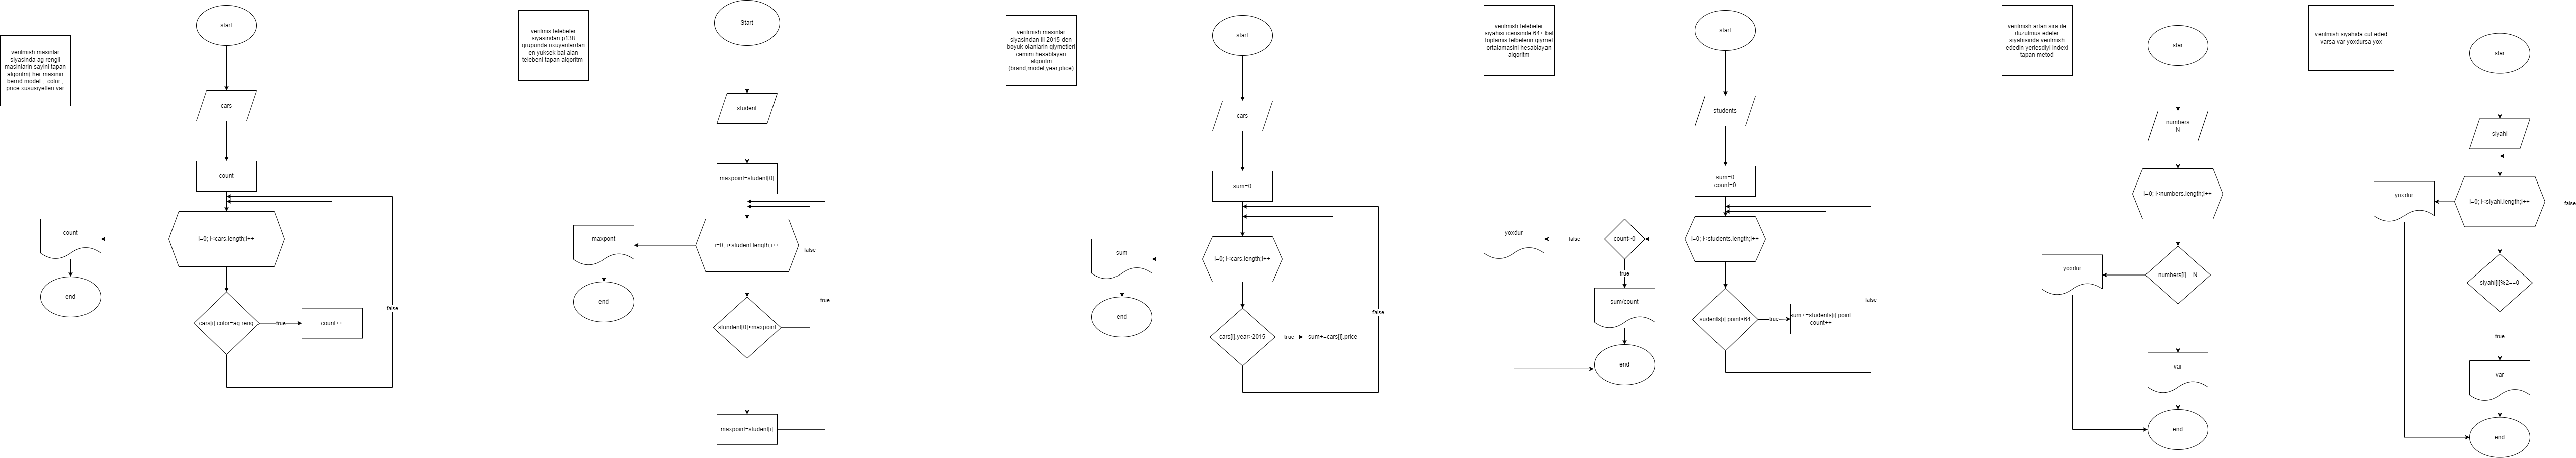 verilmish masinlar
siyasinda ag rengli
masinlarin sayini tapan
alqoritm( her masinin
bernd model , color ,
price xususiyetleri var
start
cars
count
i=0; i<cars.length;i++
count
end
cars[i].color=ag reng
true
count++
false
verilmis telebeler
siyasindan p138
qrupunda oxuyanlardan
en yuksek bal alan
telebeni tapan alqoritm
Start
student
maxpoint=student[0]
i=0; i<student.length;i++
maxpont
end
false
true
stundent[0]>maxpoint
maxpoint=student[i]
verilmish masinlar
siyasindan ili 2015-den
boyuk olanlarin qiymetleri
cemini hesablayan
alqoritm
(brand,model,year,ptice)
start
cars
sum=0
i=0; i<cars.length;i++
sum
end
cars[i].year>2015
true
sum+=cars[i].price
false
verilmish telebeler
siyahisi icerisinde 64+ bal
toplamis telbelerin qiymet
ortalamasini hesablayan
alqoritm
start
students
sum=0
count=0
i=0; i<students.length;i++
count>0
false
yoxdur
true
sum/count
end
sudents[i].point>64
true
sum+=students[i].point
count++
false
verilmish artan sira ile
duzulmus edeler
siyahisinda verilmish
ededin yerlesdiyi indexi
tapan metod
star
numbers
N
i=0; i<numbers.length;i++
numbers[i]==N
yoxdur
var
end
verilmish siyahida cut eded
varsa var yoxdursa yox
star
siyahi
i=0; i<siyahi.length;i++
yoxdur
false
siyahi[i]%2==0
true
var
end